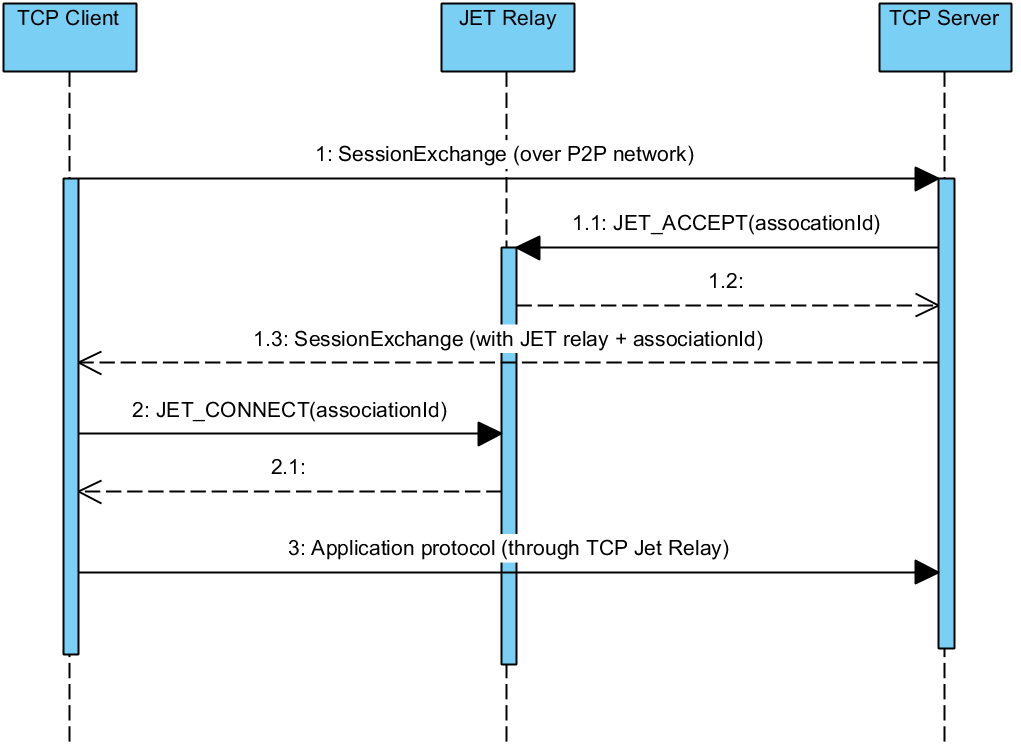 TCP Client
JET Relay
TCP Server
1: SessionExchange (over P2P network)
1.1: JET_ACCEPT(assocationId)
1.2:
1.3: SessionExchange (with JET relay + associationId)
2: JET_CONNECT(associationId)
2.1:
3: Application protocol (through TCP Jet Relay)